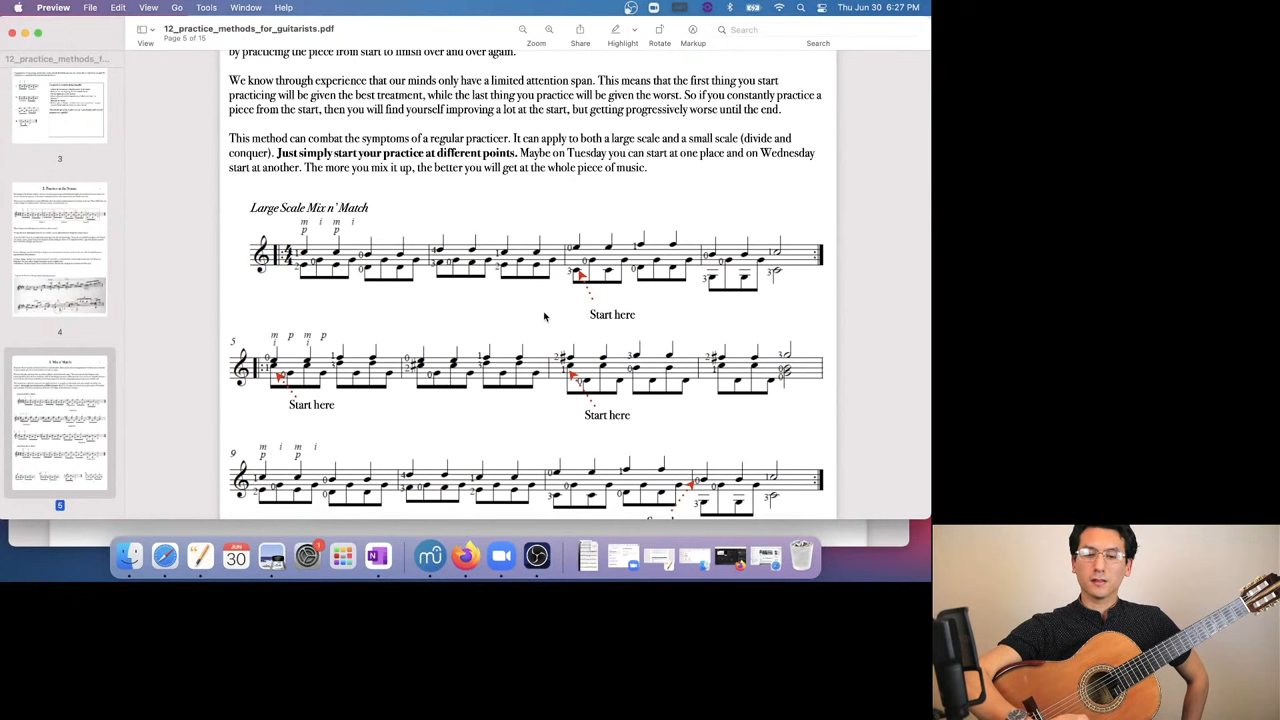 Preview File Edit View Go Tools Window Help Thu Jun 30 6:27 PM
12_practice_methods_for_guitarists.pdf
Page 5 of 15
View Zoom Share Highlight Rotate Markup Search
Search
12_practice_methods_for_g...
3
4
5
by practicing the piece from start to finish over and over again.
We know through experience that our minds only have a limited attention span. This means that the first thing you start
practicing will be given the best treatment, while the last thing you practice will be given the worst. So if you constantly practice a
piece from the start, then you will find yourself improving a lot at the start, but getting progressively worse until the end.
This method can combat the symptoms of a regular practicer. It can apply to both a large scale and a small scale (divide and
conquer). Just simply start your practice at different points. Maybe on Tuesday you can start at one place and on Wednesday
start at another. The more you mix it up, the better you will get at the whole piece of music.
Large Scale Mix n' Match
m i m i
p p
Start here
5
m p m p
i i
Start here
Start here
9
m i m i
p p
JUN
30
1